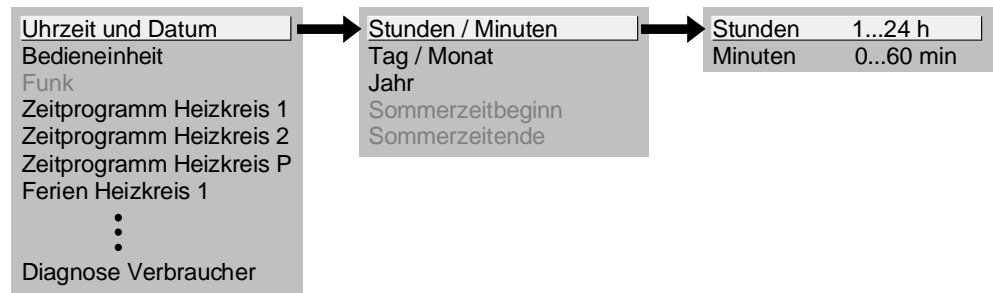 Uhrzeit und Datum
Bedieneinheit
Funk
Zeitprogramm Heizkreis 1
Zeitprogramm Heizkreis 2
Zeitprogramm Heizkreis P
Ferien Heizkreis 1
Diagnose Verbraucher
Stunden / Minuten
Tag / Monat
Jahr
Sommerzeitbeginn
Sommerzeitende
Stunden 1...24 h
Minuten 0...60 min